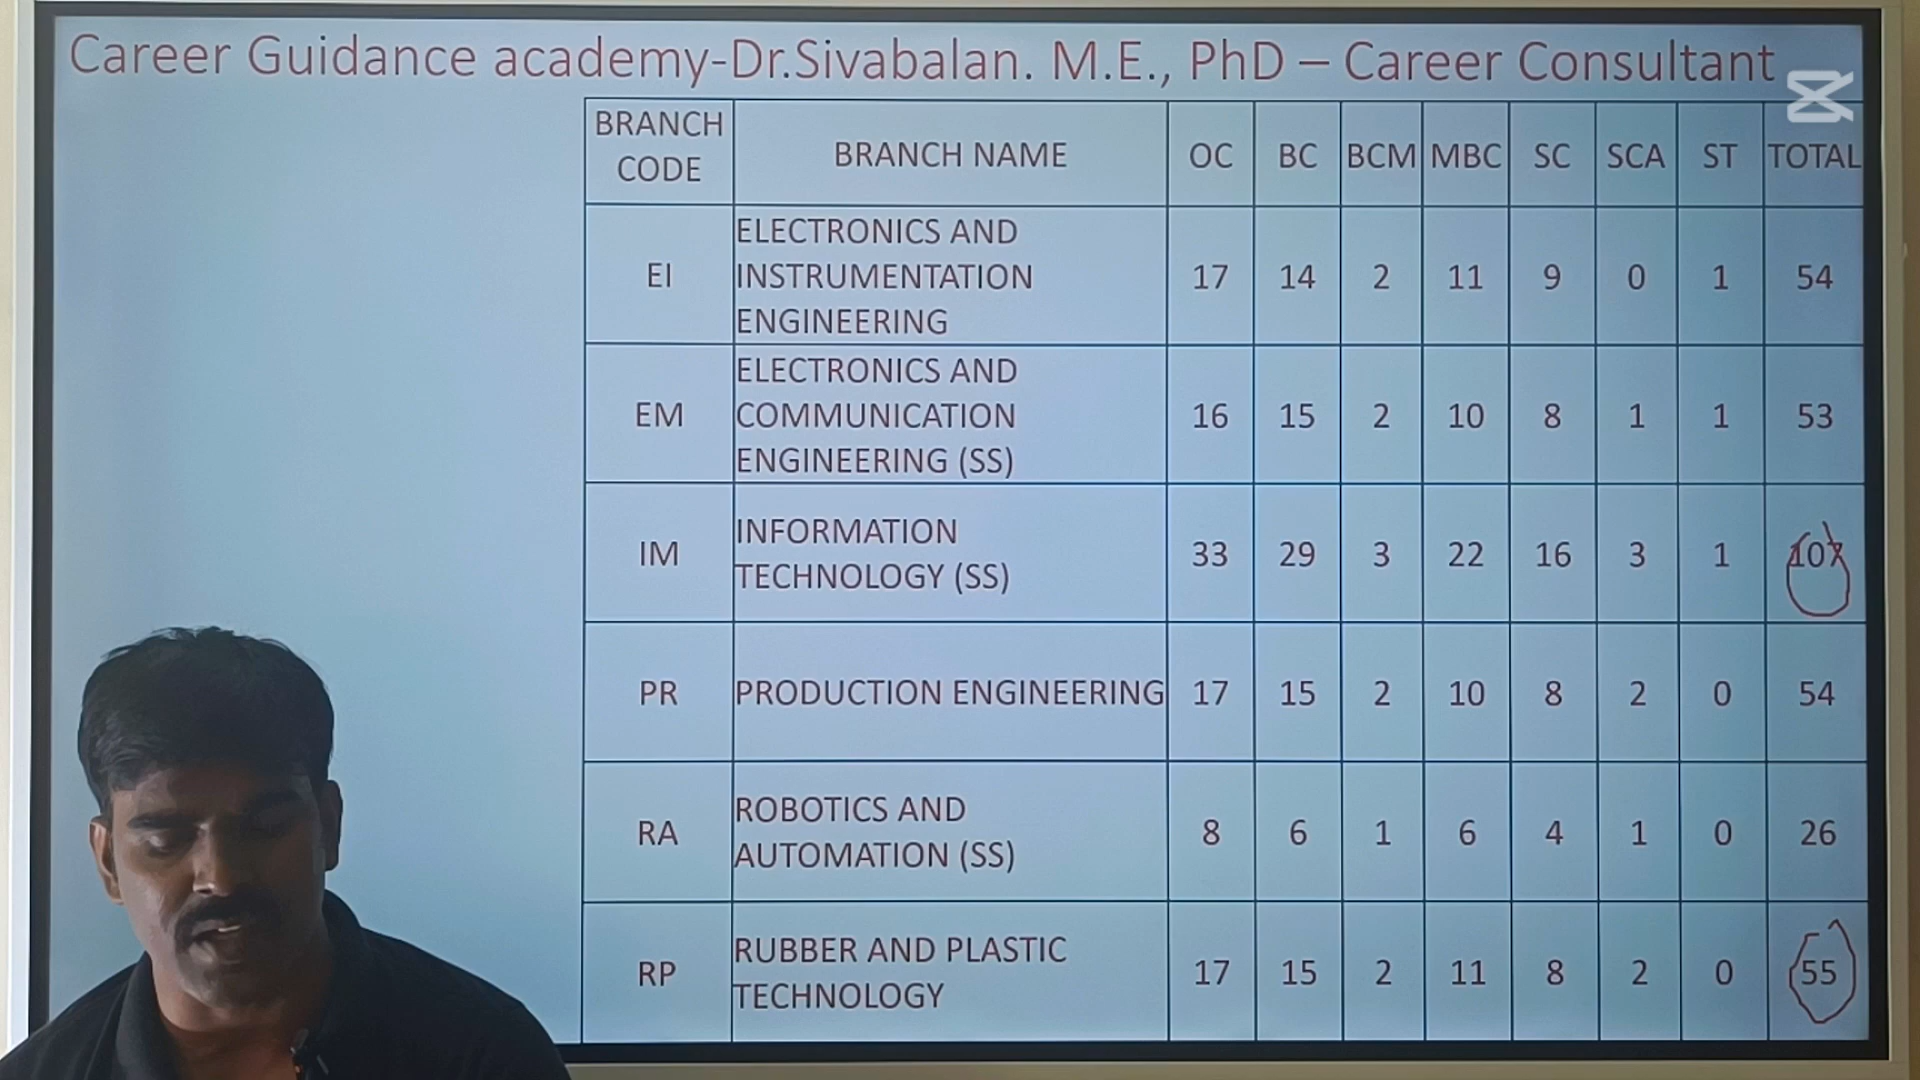 Career Guidance academy-Dr.Sivabalan. M.E., PhD – Career Consultant
BRANCH CODE BRANCH NAME OC BC BCM MBC SC SCA ST TOTAL
EI ELECTRONICS AND INSTRUMENTATION ENGINEERING 17 14 2 11 9 0 1 54
EM ELECTRONICS AND COMMUNICATION ENGINEERING (SS) 16 15 2 10 8 1 1 53
IM INFORMATION TECHNOLOGY (SS) 33 29 3 22 16 3 1 107
PR PRODUCTION ENGINEERING 17 15 2 10 8 2 0 54
RA ROBOTICS AND AUTOMATION (SS) 8 6 1 6 4 1 0 26
RP RUBBER AND PLASTIC TECHNOLOGY 17 15 2 11 8 2 0 55